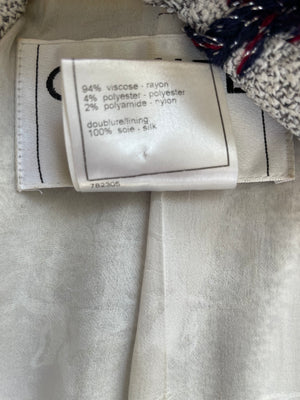 94% viscose - rayon
4% polyester - polyester
2% polyamide - nylon
doublure/lining
100% soie - silk
782305